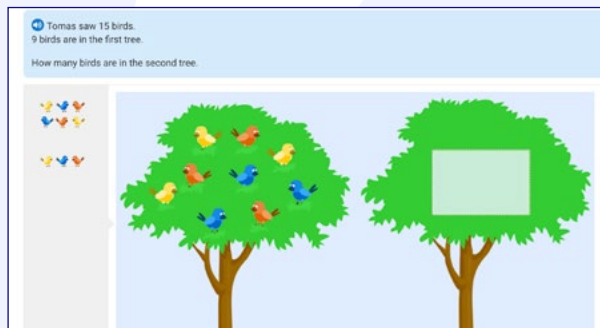 Tomas saw 15 birds.
9 birds are in the first tree.
How many birds are in the second tree.